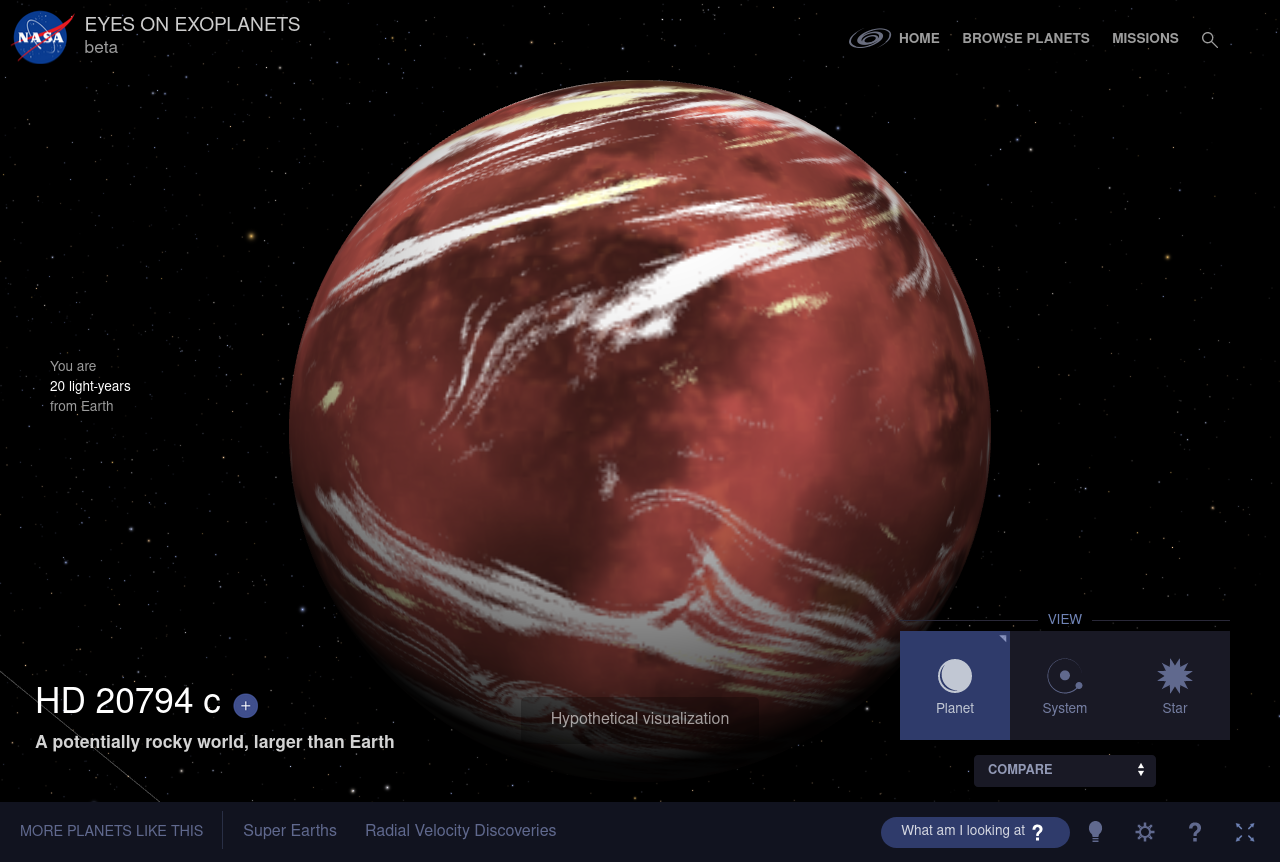 NASA
EYES ON EXOPLANETS
beta
HOME
BROWSE PLANETS
MISSIONS
You are
20 light-years
from Earth
VIEW
Planet
System
Star
HD 20794 c +
A potentially rocky world, larger than Earth
Hypothetical visualization
COMPARE
MORE PLANETS LIKE THIS
Super Earths
Radial Velocity Discoveries
What am I looking at ?
?